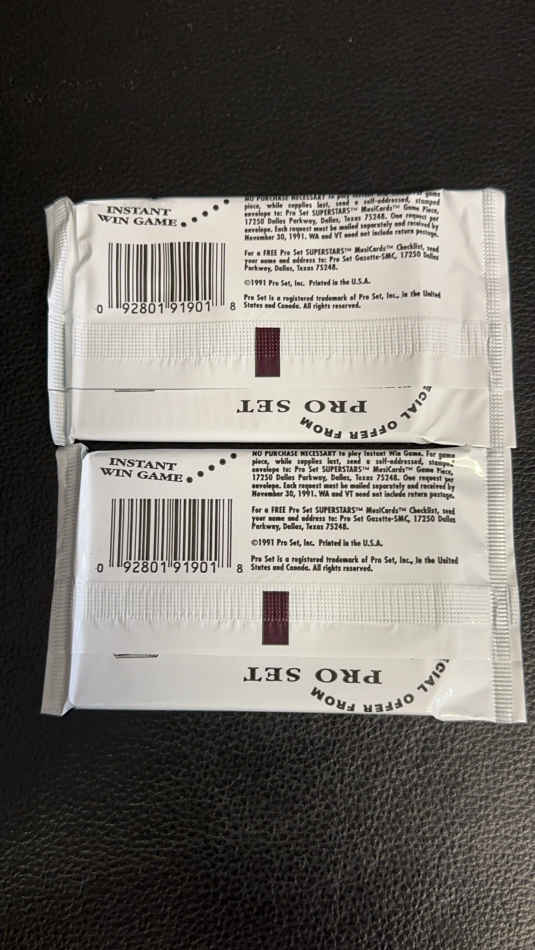 INSTANT
WIN GAME
NO PURCHASE NECESSARY to play game
piece, while supplies last, send a self-addressed, stamped
envelope to: Pro Set SUPERSTARS™ MusiCards™ Game Piece,
17250 Dallas Parkway, Dallas, Texas 75248. One request per
envelope. Each request must be mailed separately and received by
November 30, 1991. WA and VT need not include return postage.
For a FREE Pro Set SUPERSTARS™ MusiCards™ Checklist, send
your name and address to: Pro Set Gazette-SMC, 17250 Dallas
Parkway, Dallas, Texas 75248.
©1991 Pro Set, Inc. Printed in the U.S.A.
Pro Set is a registered trademark of Pro Set, Inc., in the United
States and Canada. All rights reserved.
0 92801 91901 8
CIAL OFFER FROM
PRO SET
INSTANT
WIN GAME
NO PURCHASE NECESSARY to play Instant Win Game. For game
piece, while supplies last, send a self-addressed, stamped
envelope to: Pro Set SUPERSTARS™ MusiCards™ Game Piece,
17250 Dallas Parkway, Dallas, Texas 75248. One request per
envelope. Each request must be mailed separately and received by
November 30, 1991. WA and VT need not include return postage.
For a FREE Pro Set SUPERSTARS™ MusiCards™ Checklist, send
your name and address to: Pro Set Gazette-SMC, 17250 Dallas
Parkway, Dallas, Texas 75248.
©1991 Pro Set, Inc. Printed in the U.S.A.
Pro Set is a registered trademark of Pro Set, Inc., in the United
States and Canada. All rights reserved.
0 92801 91901 8
CIAL OFFER FROM
PRO SET